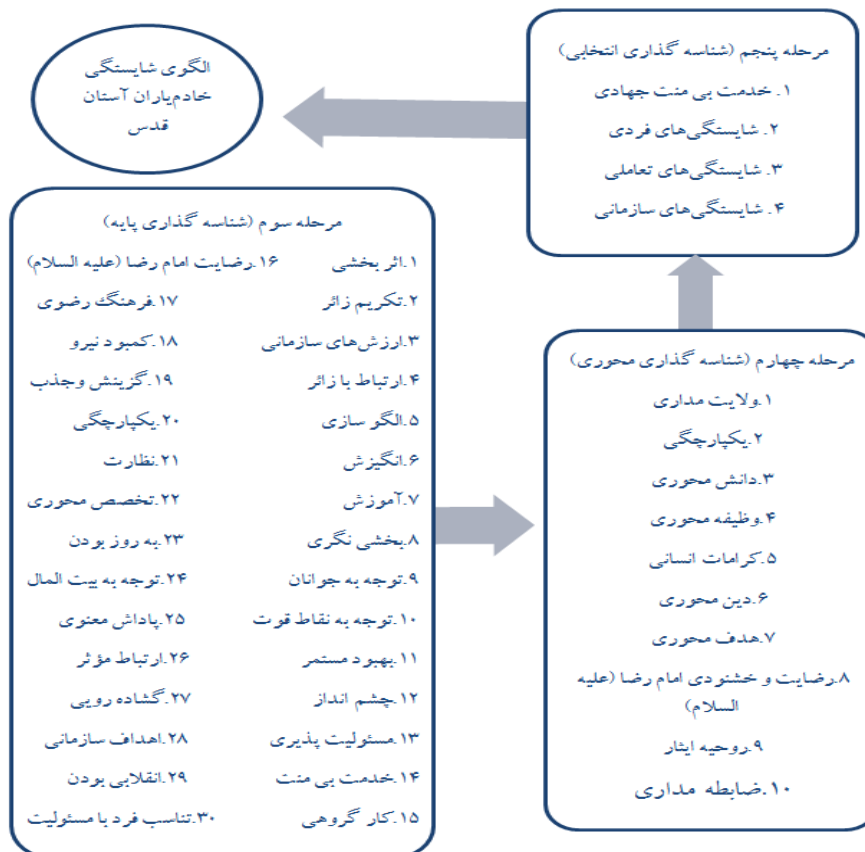 الگوی شایستگی
خادم‌یاران آستان
قدس
مرحله پنجم (شناسه گذاری انتخابی)
۱. خدمت بی منت جهادی
۲. شایستگی‌های فردی
۳. شایستگی‌های تعاملی
۴. شایستگی‌های سازمانی
مرحله سوم (شناسه گذاری پایه)
۱.اثر بخشی
۲.تکریم زائر
۳.ارزش‌های سازمانی
۴.ارتباط با زائر
۵.الگو سازی
۶.انگیزش
۷.آموزش
۸.بخشی نگری
۹.توجه به جوانان
۱۰.توجه به نقاط قوت
۱۱.بهبود مستمر
۱۲.چشم انداز
۱۳.مسئولیت پذیری
۱۴.خدمت بی منت
۱۵.کار گروهی
۱۶.رضایت امام رضا (علیه السلام)
۱۷.فرهنگ رضوی
۱۸.کمبود نیرو
۱۹.گزینش وجذب
۲۰.یکپارچگی
۲۱.نظارت
۲۲.تخصص محوری
۲۳.به روز بودن
۲۴.توجه به بیت المال
۲۵.پاداش معنوی
۲۶.ارتباط مؤثر
۲۷.گشاده رویی
۲۸.اهداف سازمانی
۲۹.انقلابی بودن
۳۰.تناسب فرد با مسئولیت
مرحله چهارم (شناسه گذاری محوری)
۱.ولایت مداری
۲.یکپارچگی
۳.دانش محوری
۴.وظیفه محوری
۵.کرامات انسانی
۶.دین محوری
۷.هدف محوری
۸.رضایت و خشنودی امام رضا (علیه
السلام)
۹.روحیه ایثار
۱۰.ضابطه مداری